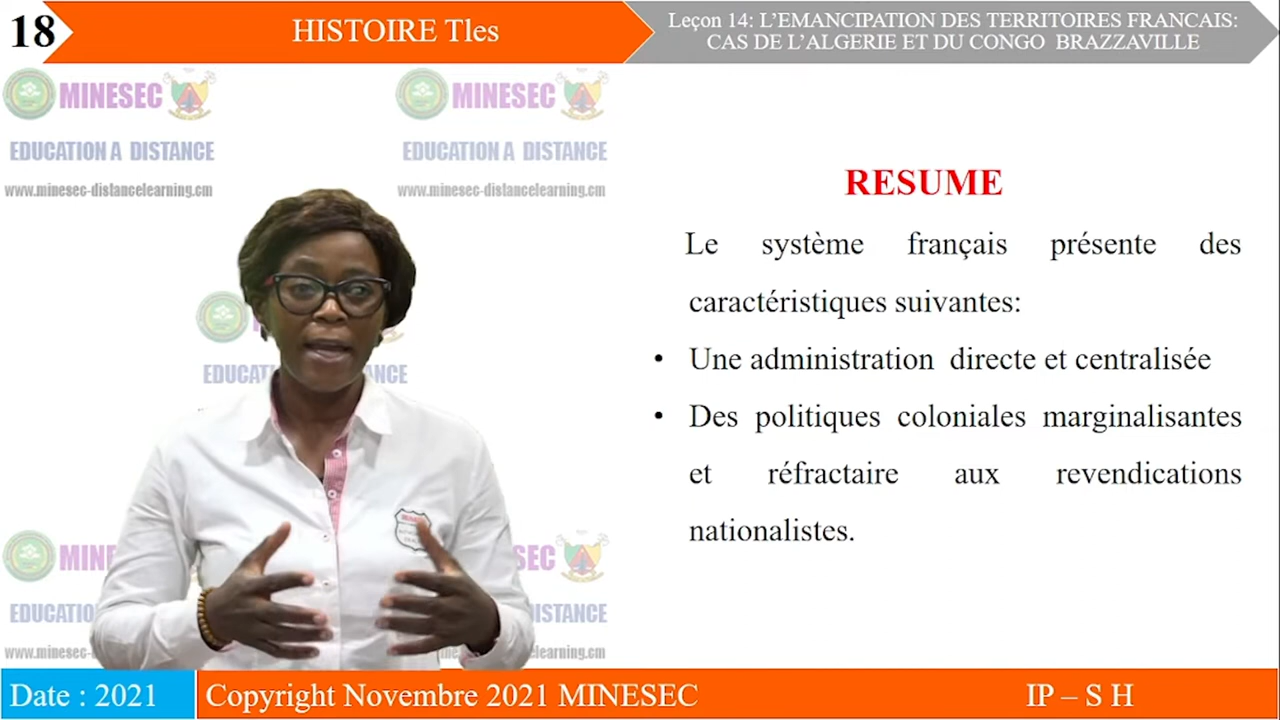 18
HISTOIRE Tles
Leçon 14: L'EMANCIPATION DES TERRITOIRES FRANCAIS:
CAS DE L'ALGERIE ET DU CONGO BRAZZAVILLE
MINESEC
MINESEC
EDUCATION A DISTANCE
EDUCATION A DISTANCE
www.minesec-distancelearning.cm
www.minesec-distancelearning.cm
RESUME
Le système français présente des
caractéristiques suivantes:
• Une administration directe et centralisée
• Des politiques coloniales marginalisantes
et réfractaire aux revendications
nationalistes.
Date : 2021
Copyright Novembre 2021 MINESEC
IP – S H